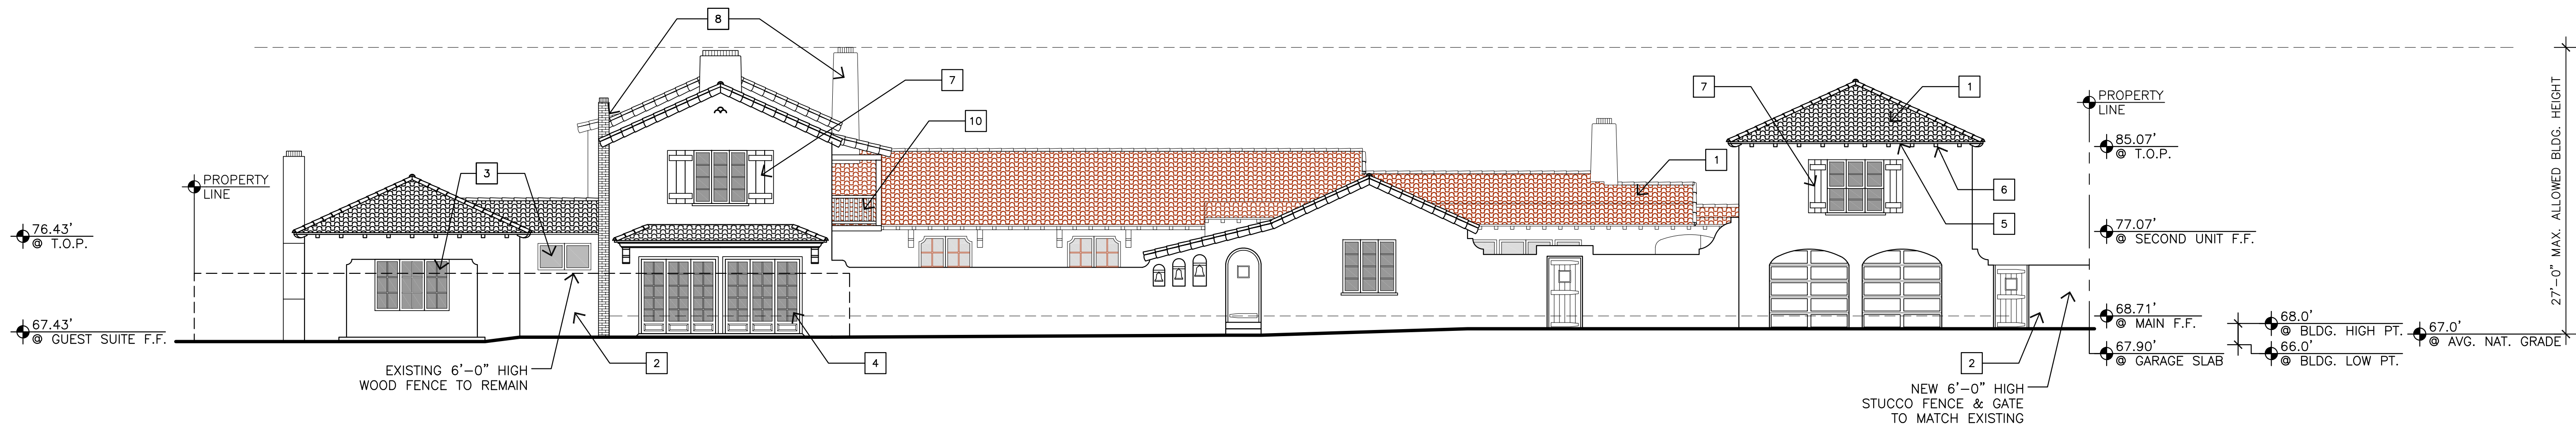 8
7
10
3
7
1
1
6
5
PROPERTY
LINE
76.43'
@ T.O.P.
67.43'
@ GUEST SUITE F.F.
EXISTING 6'-0" HIGH
WOOD FENCE TO REMAIN
2
4
2
NEW 6'-0" HIGH
STUCCO FENCE & GATE
TO MATCH EXISTING
PROPERTY
LINE
85.07'
@ T.O.P.
77.07'
@ SECOND UNIT F.F.
68.71'
@ MAIN F.F.
67.90'
@ GARAGE SLAB
68.0'
@ BLDG. HIGH PT.
66.0'
@ BLDG. LOW PT.
67.0'
@ AVG. NAT. GRADE
27'-0" MAX. ALLOWED BLDG. HEIGHT